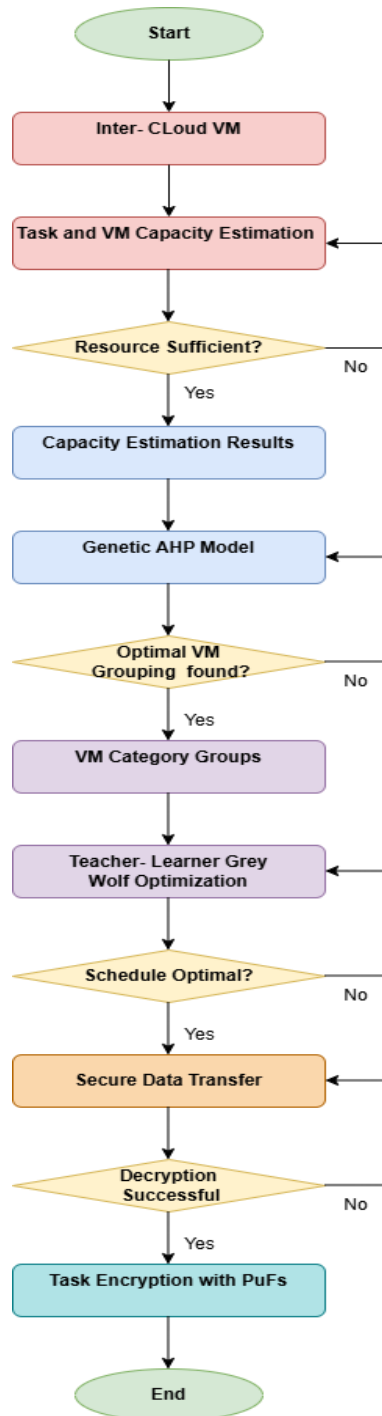 Start
Inter- CLoud VM
Task and VM Capacity Estimation
Resource Sufficient?
No
Yes
Capacity Estimation Results
Genetic AHP Model
Optimal VM
Grouping found?
No
Yes
VM Category Groups
Teacher- Learner Grey
Wolf Optimization
Schedule Optimal?
No
Yes
Secure Data Transfer
Decryption
Successful
No
Yes
Task Encryption with PuFs
End